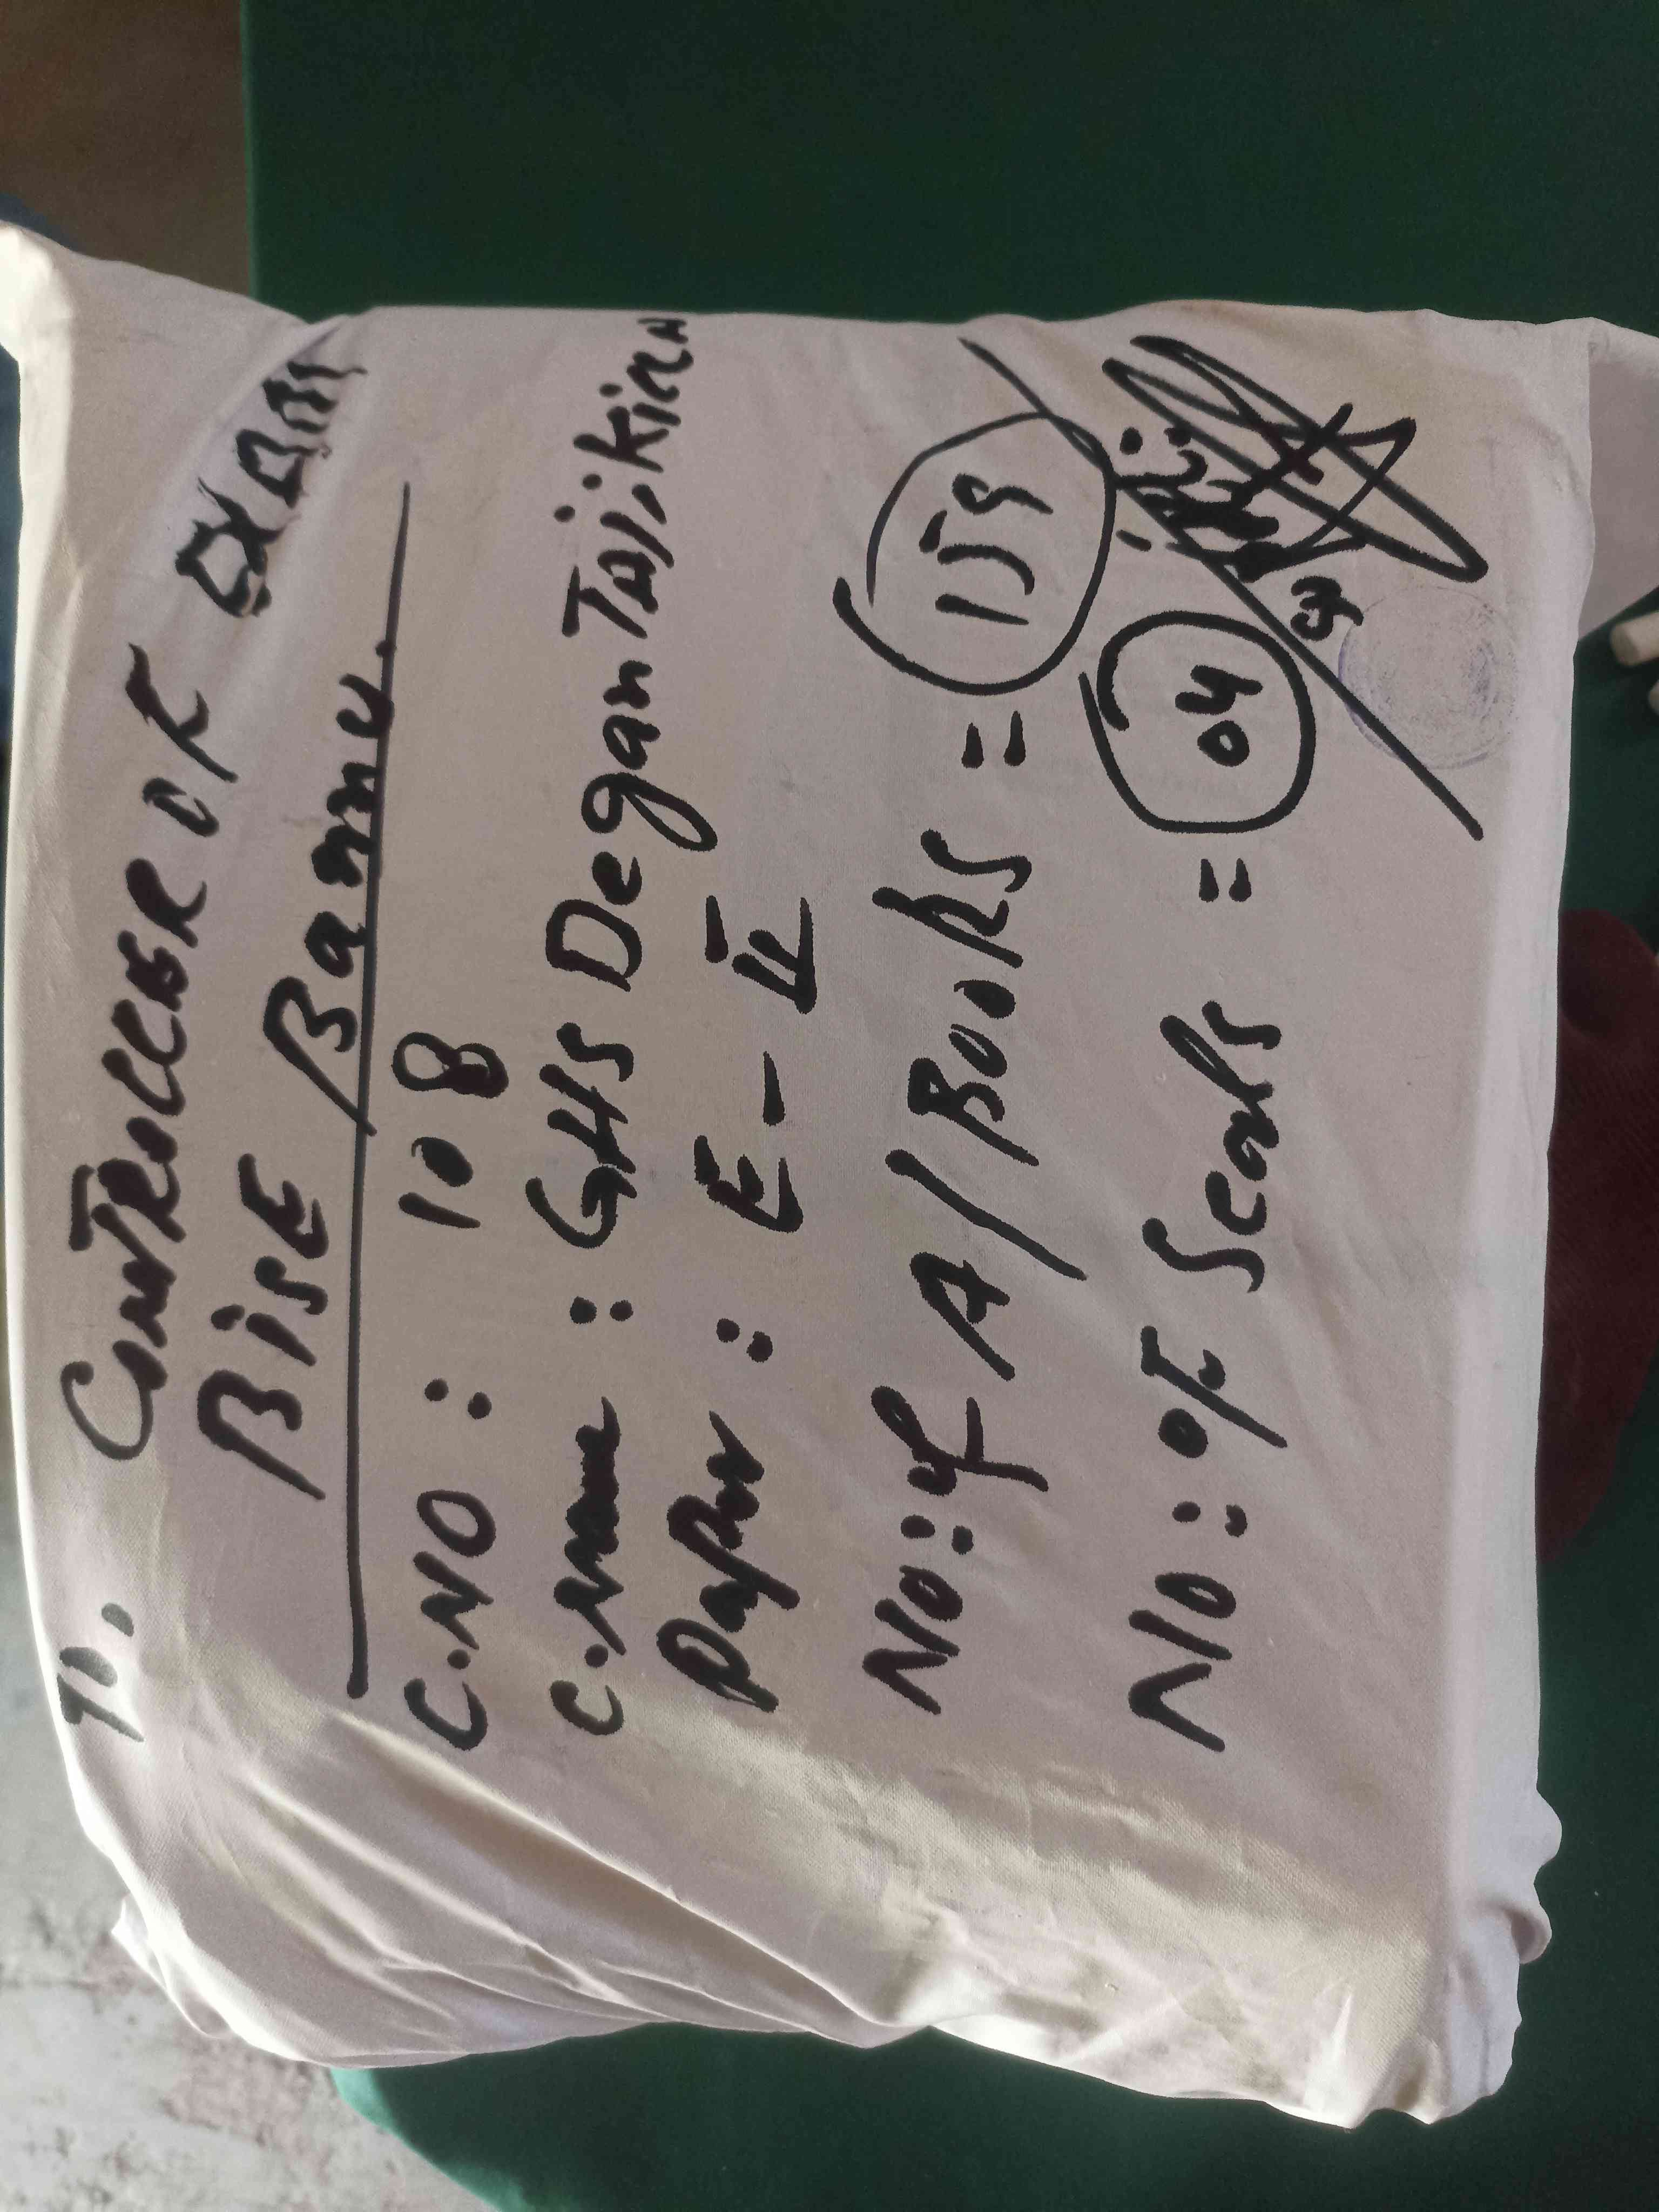 To. CONTROLLER OF EXAM
BISE Bannu.
C.NO : 108
C.Name : GHS Degan Tajikila
Paper : E - II
No: of A/Books = 159
No: of Seals = 04